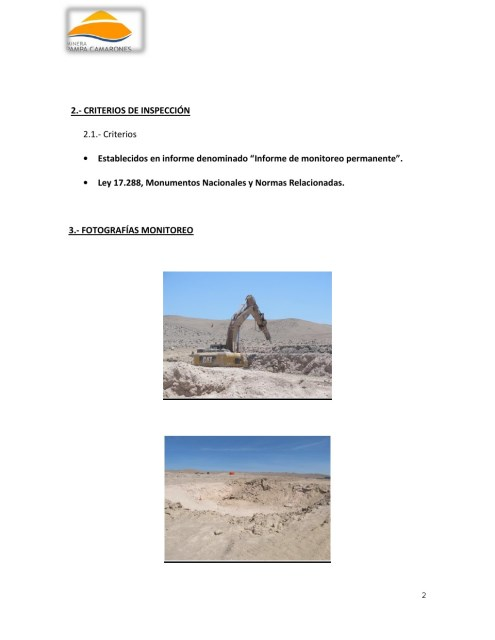 MINERA
PAMPA CAMARONES
2.- CRITERIOS DE INSPECCIÓN
2.1.- Criterios
• Establecidos en informe denominado “Informe de monitoreo permanente”.
• Ley 17.288, Monumentos Nacionales y Normas Relacionadas.
3.- FOTOGRAFÍAS MONITOREO
2